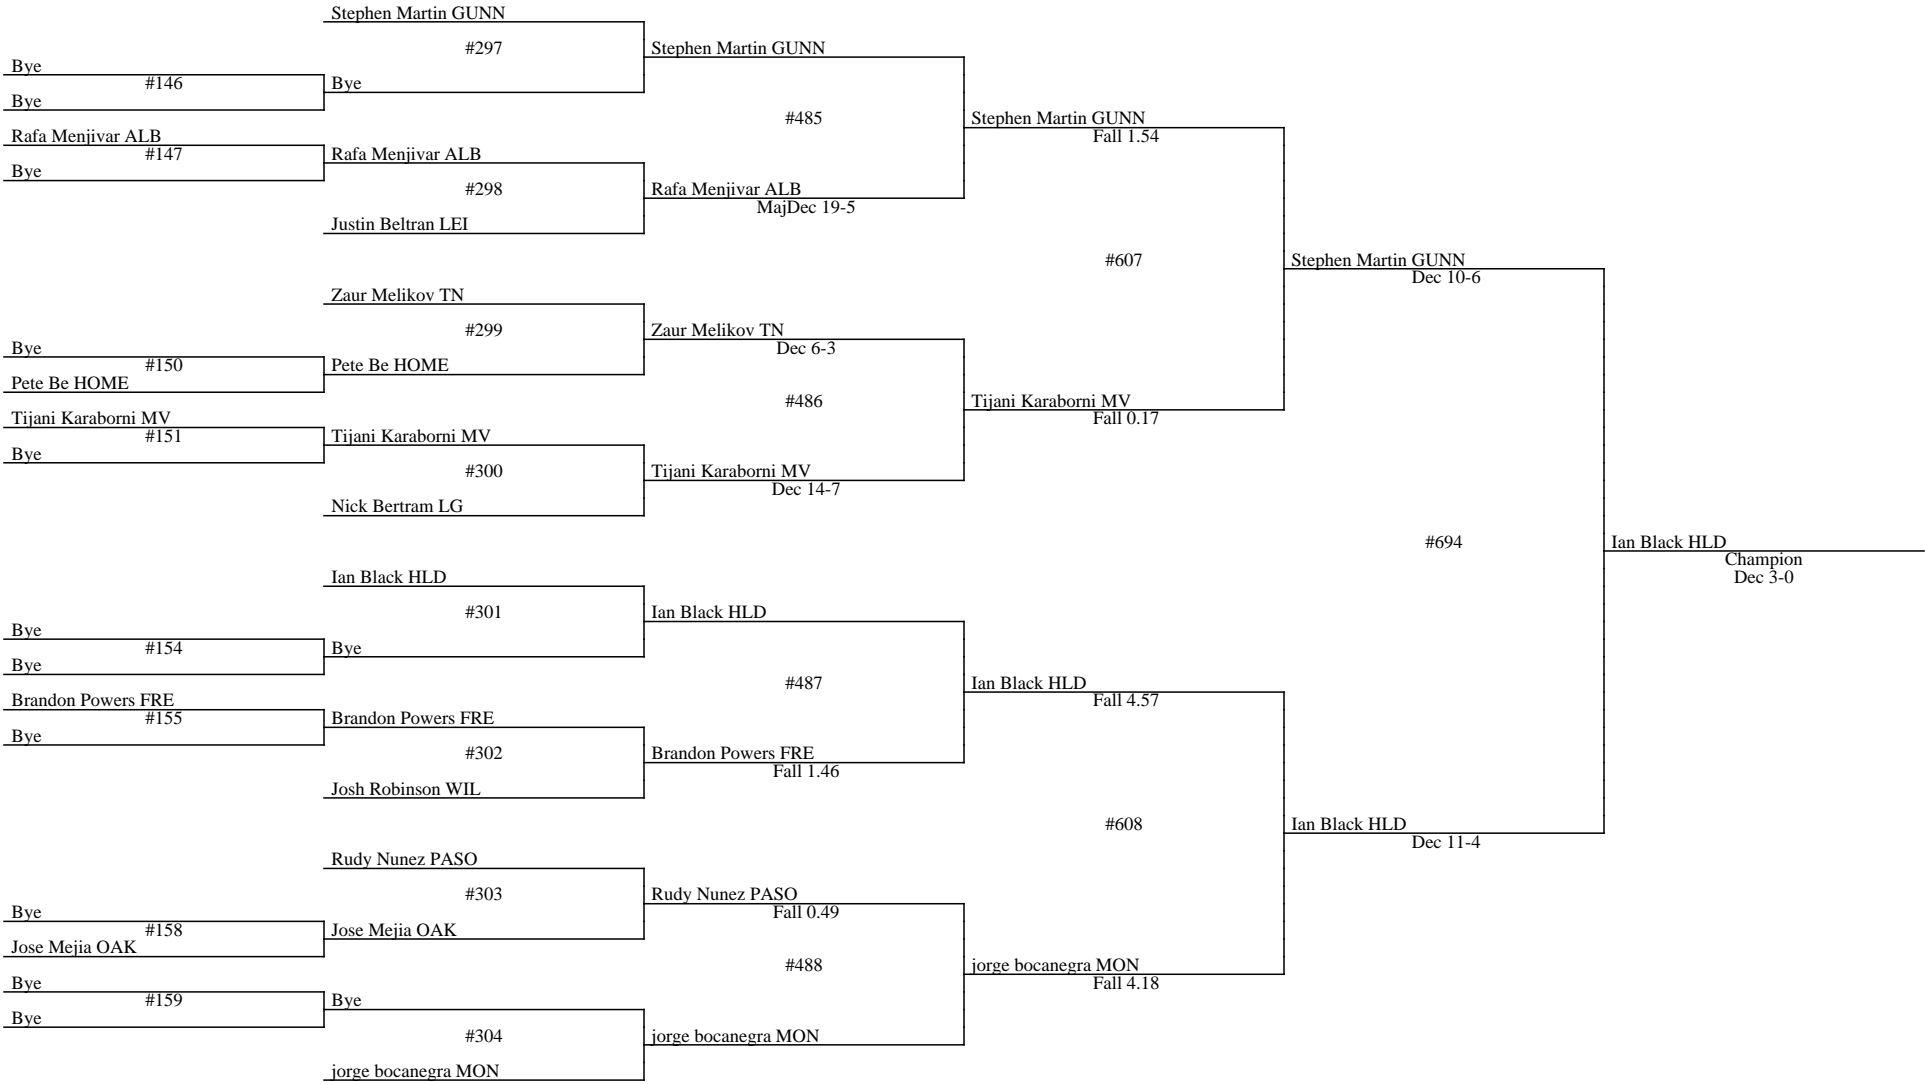 Stephen Martin GUNN
#297
Stephen Martin GUNN
Bye
#146
Bye
Bye
#485
Stephen Martin GUNN
Fall 1.54
Rafa Menjivar ALB
#147
Rafa Menjivar ALB
Bye
#298
Rafa Menjivar ALB
MajDec 19-5
Justin Beltran LEI
#607
Stephen Martin GUNN
Dec 10-6
Zaur Melikov TN
#299
Zaur Melikov TN
Dec 6-3
Bye
#150
Pete Be HOME
Pete Be HOME
#486
Tijani Karaborni MV
Fall 0.17
Tijani Karaborni MV
#151
Tijani Karaborni MV
Bye
#300
Tijani Karaborni MV
Dec 14-7
Nick Bertram LG
#694
Ian Black HLD
Champion
Dec 3-0
Ian Black HLD
#301
Ian Black HLD
Bye
#154
Bye
Bye
#487
Ian Black HLD
Fall 4.57
Brandon Powers FRE
#155
Brandon Powers FRE
Bye
#302
Brandon Powers FRE
Fall 1.46
Josh Robinson WIL
#608
Ian Black HLD
Dec 11-4
Rudy Nunez PASO
#303
Rudy Nunez PASO
Fall 0.49
Bye
#158
Jose Mejia OAK
Jose Mejia OAK
#488
jorge bocanegra MON
Fall 4.18
Bye
#159
Bye
Bye
#304
jorge bocanegra MON
jorge bocanegra MON